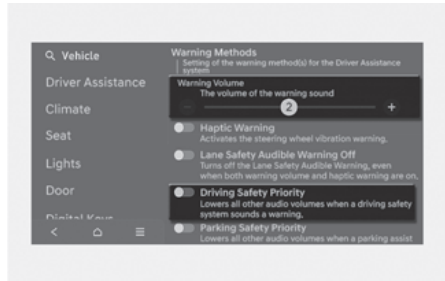 Vehicle
Driver Assistance
Climate
Seat
Lights
Door
Digital Keys
Warning Methods
Setting of the warning method(s) for the Driver Assistance
system
Warning Volume
The volume of the warning sound
− 2 +
Haptic Warning
Activates the steering wheel vibration warning.
Lane Safety Audible Warning Off
Turns off the Lane Safety Audible Warning, even
when both warning volume and haptic warning are on.
Driving Safety Priority
Lowers all other audio volumes when a driving safety
system sounds a warning.
Parking Safety Priority
Lowers all other audio volumes when a parking assist